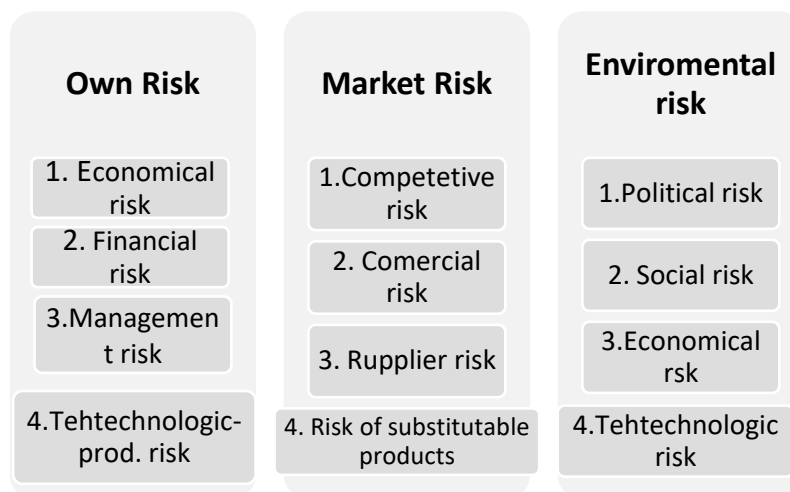 Own Risk
1. Economical
risk
2. Financial
risk
3.Managemen
t risk
4.Tehtechnologic-
prod. risk
Market Risk
1.Competetive
risk
2. Comercial
risk
3. Rupplier risk
4. Risk of substitutable
products
Enviromental
risk
1.Political risk
2. Social risk
3.Economical
rsk
4.Tehtechnologic
risk